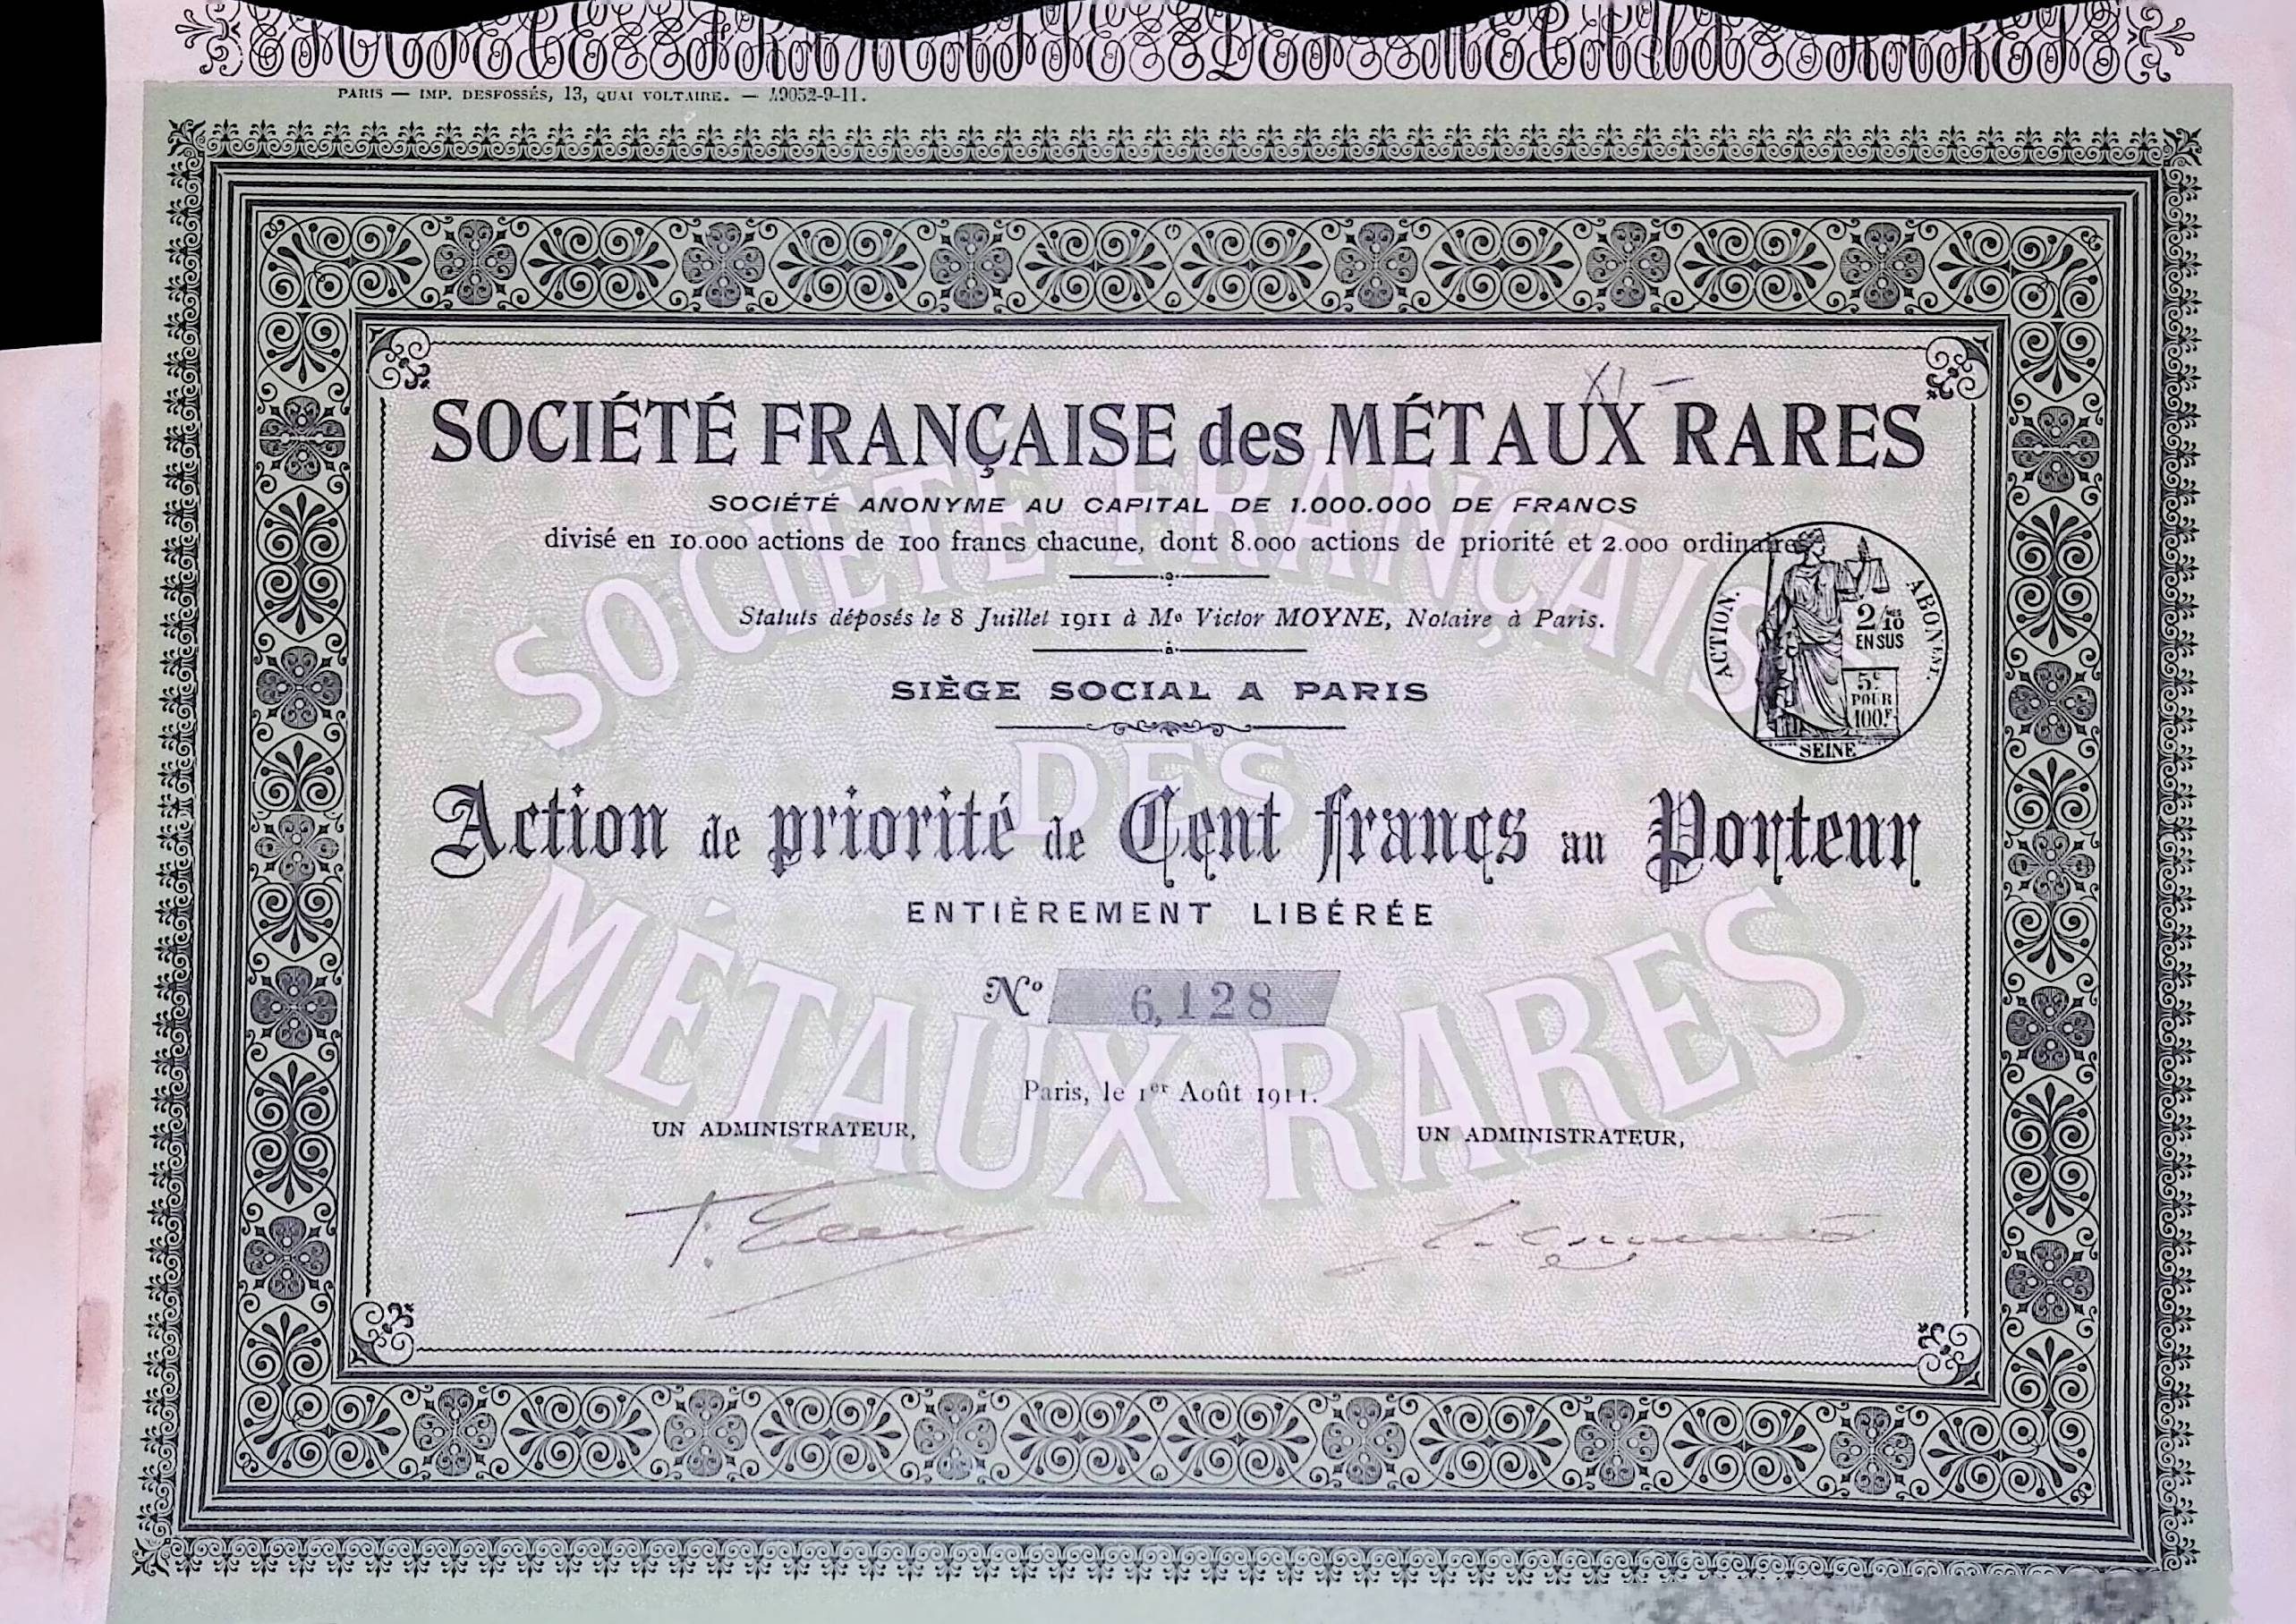 PARIS — IMP. DESFOSSÉS, 13, QUAI VOLTAIRE. — 49052-9-11.
SOCIÉTÉ FRANÇAISE des MÉTAUX RARES
SOCIÉTÉ ANONYME AU CAPITAL DE 1.000.000 DE FRANCS
divisé en 10.000 actions de 100 francs chacune, dont 8.000 actions de priorité et 2.000 ordinaires
Statuts déposés le 8 Juillet 1911 à Me Victor MOYNE, Notaire à Paris.
ACTION. ABONEMt.
2/10 MES
EN SUS
5c
POUR
100F
SEINE
SIÈGE SOCIAL A PARIS
SOCIÉTÉ FRANÇAISE
DES
MÉTAUX RARES
Action de priorité de Cent francs au Porteur
ENTIÈREMENT LIBÉRÉE
No 6,128
Paris, le 1er Août 1911.
UN ADMINISTRATEUR, UN ADMINISTRATEUR,